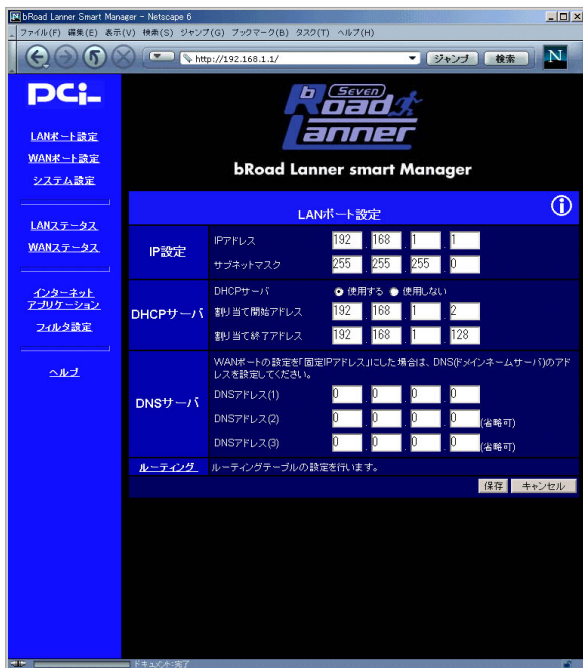 bRoad Lanner Smart Manager - Netscape 6
ファイル(F) 編集(E) 表示(V) 検索(S) ジャンプ(G) ブックマーク(B) タスク(T) ヘルプ(H)
http://192.168.1.1/
ジャンプ
検索
N
PCi
LANポート設定
WANポート設定
システム設定
LANステータス
WANステータス
インターネット
アプリケーション
フィルタ設定
ヘルプ
b Seven
Road
Lanner
bRoad Lanner smart Manager
LANポート設定
IP設定
IPアドレス 192 . 168 . 1 . 1
サブネットマスク 255 . 255 . 255 . 0
DHCPサーバ
DHCPサーバ 使用する 使用しない
割り当て開始アドレス 192 . 168 . 1 . 2
割り当て終了アドレス 192 . 168 . 1 . 128
DNSサーバ
WANポートの設定を「固定IPアドレス」にした場合は、DNS(ドメインネームサーバ)のアド
レスを設定してください。
DNSアドレス(1) 0 . 0 . 0 . 0
DNSアドレス(2) 0 . 0 . 0 . 0 (省略可)
DNSアドレス(3) 0 . 0 . 0 . 0 (省略可)
ルーティング ルーティングテーブルの設定を行います。
保存 キャンセル
ドキュメント:完了